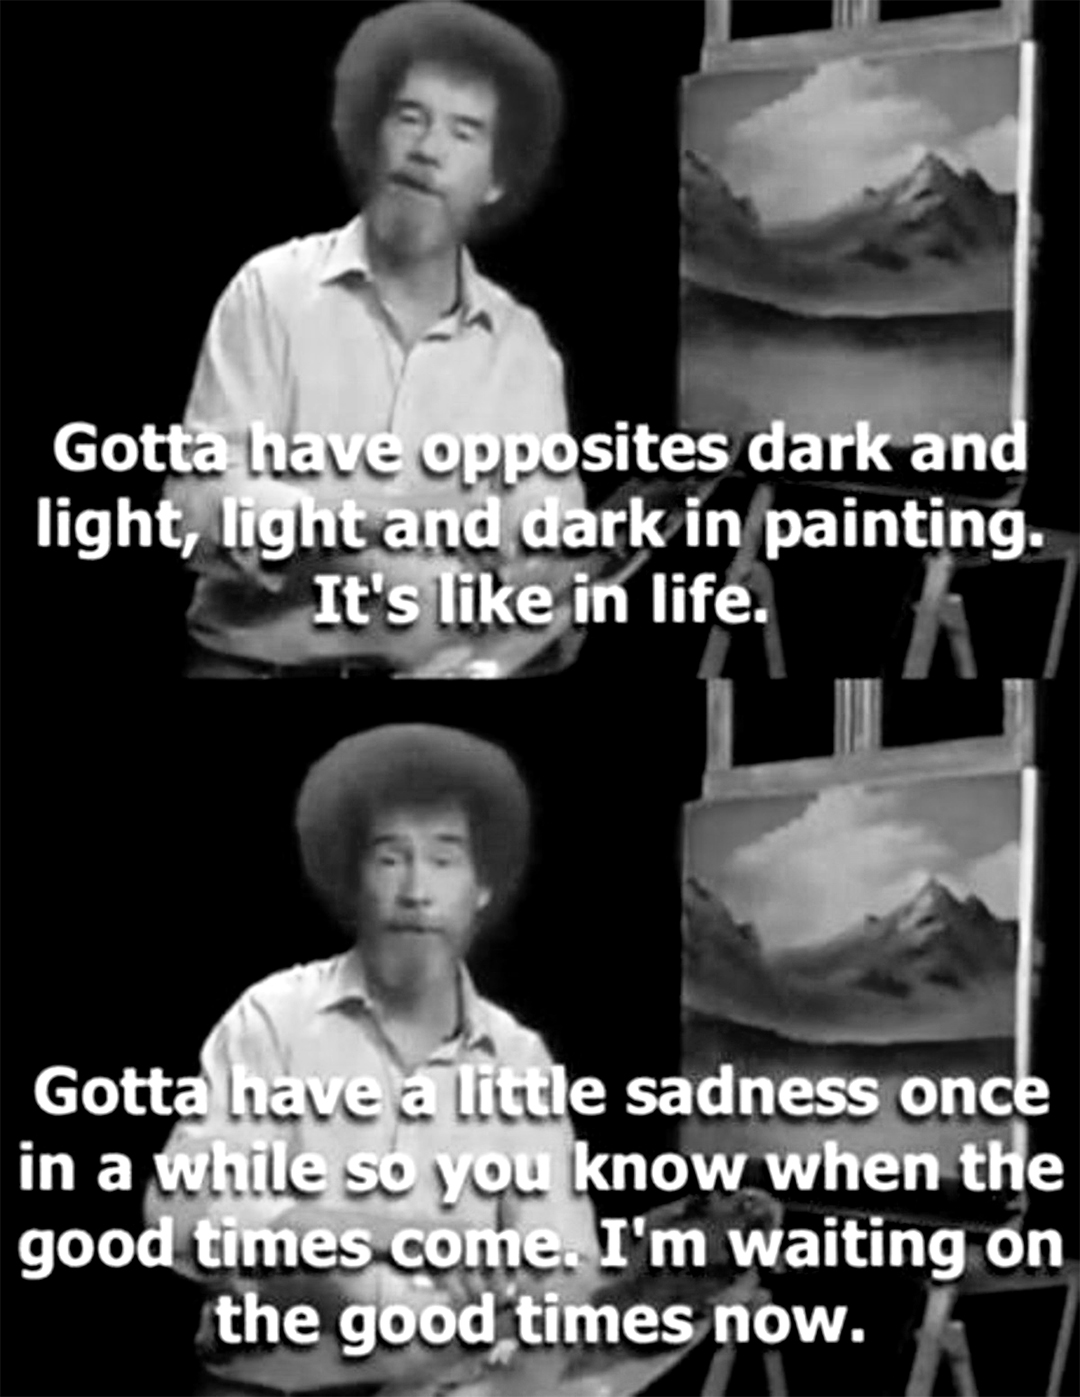 Gotta have opposites dark and
light, light and dark in painting.
It's like in life.
Gotta have a little sadness once
in a while so you know when the
good times come. I'm waiting on
the good times now.